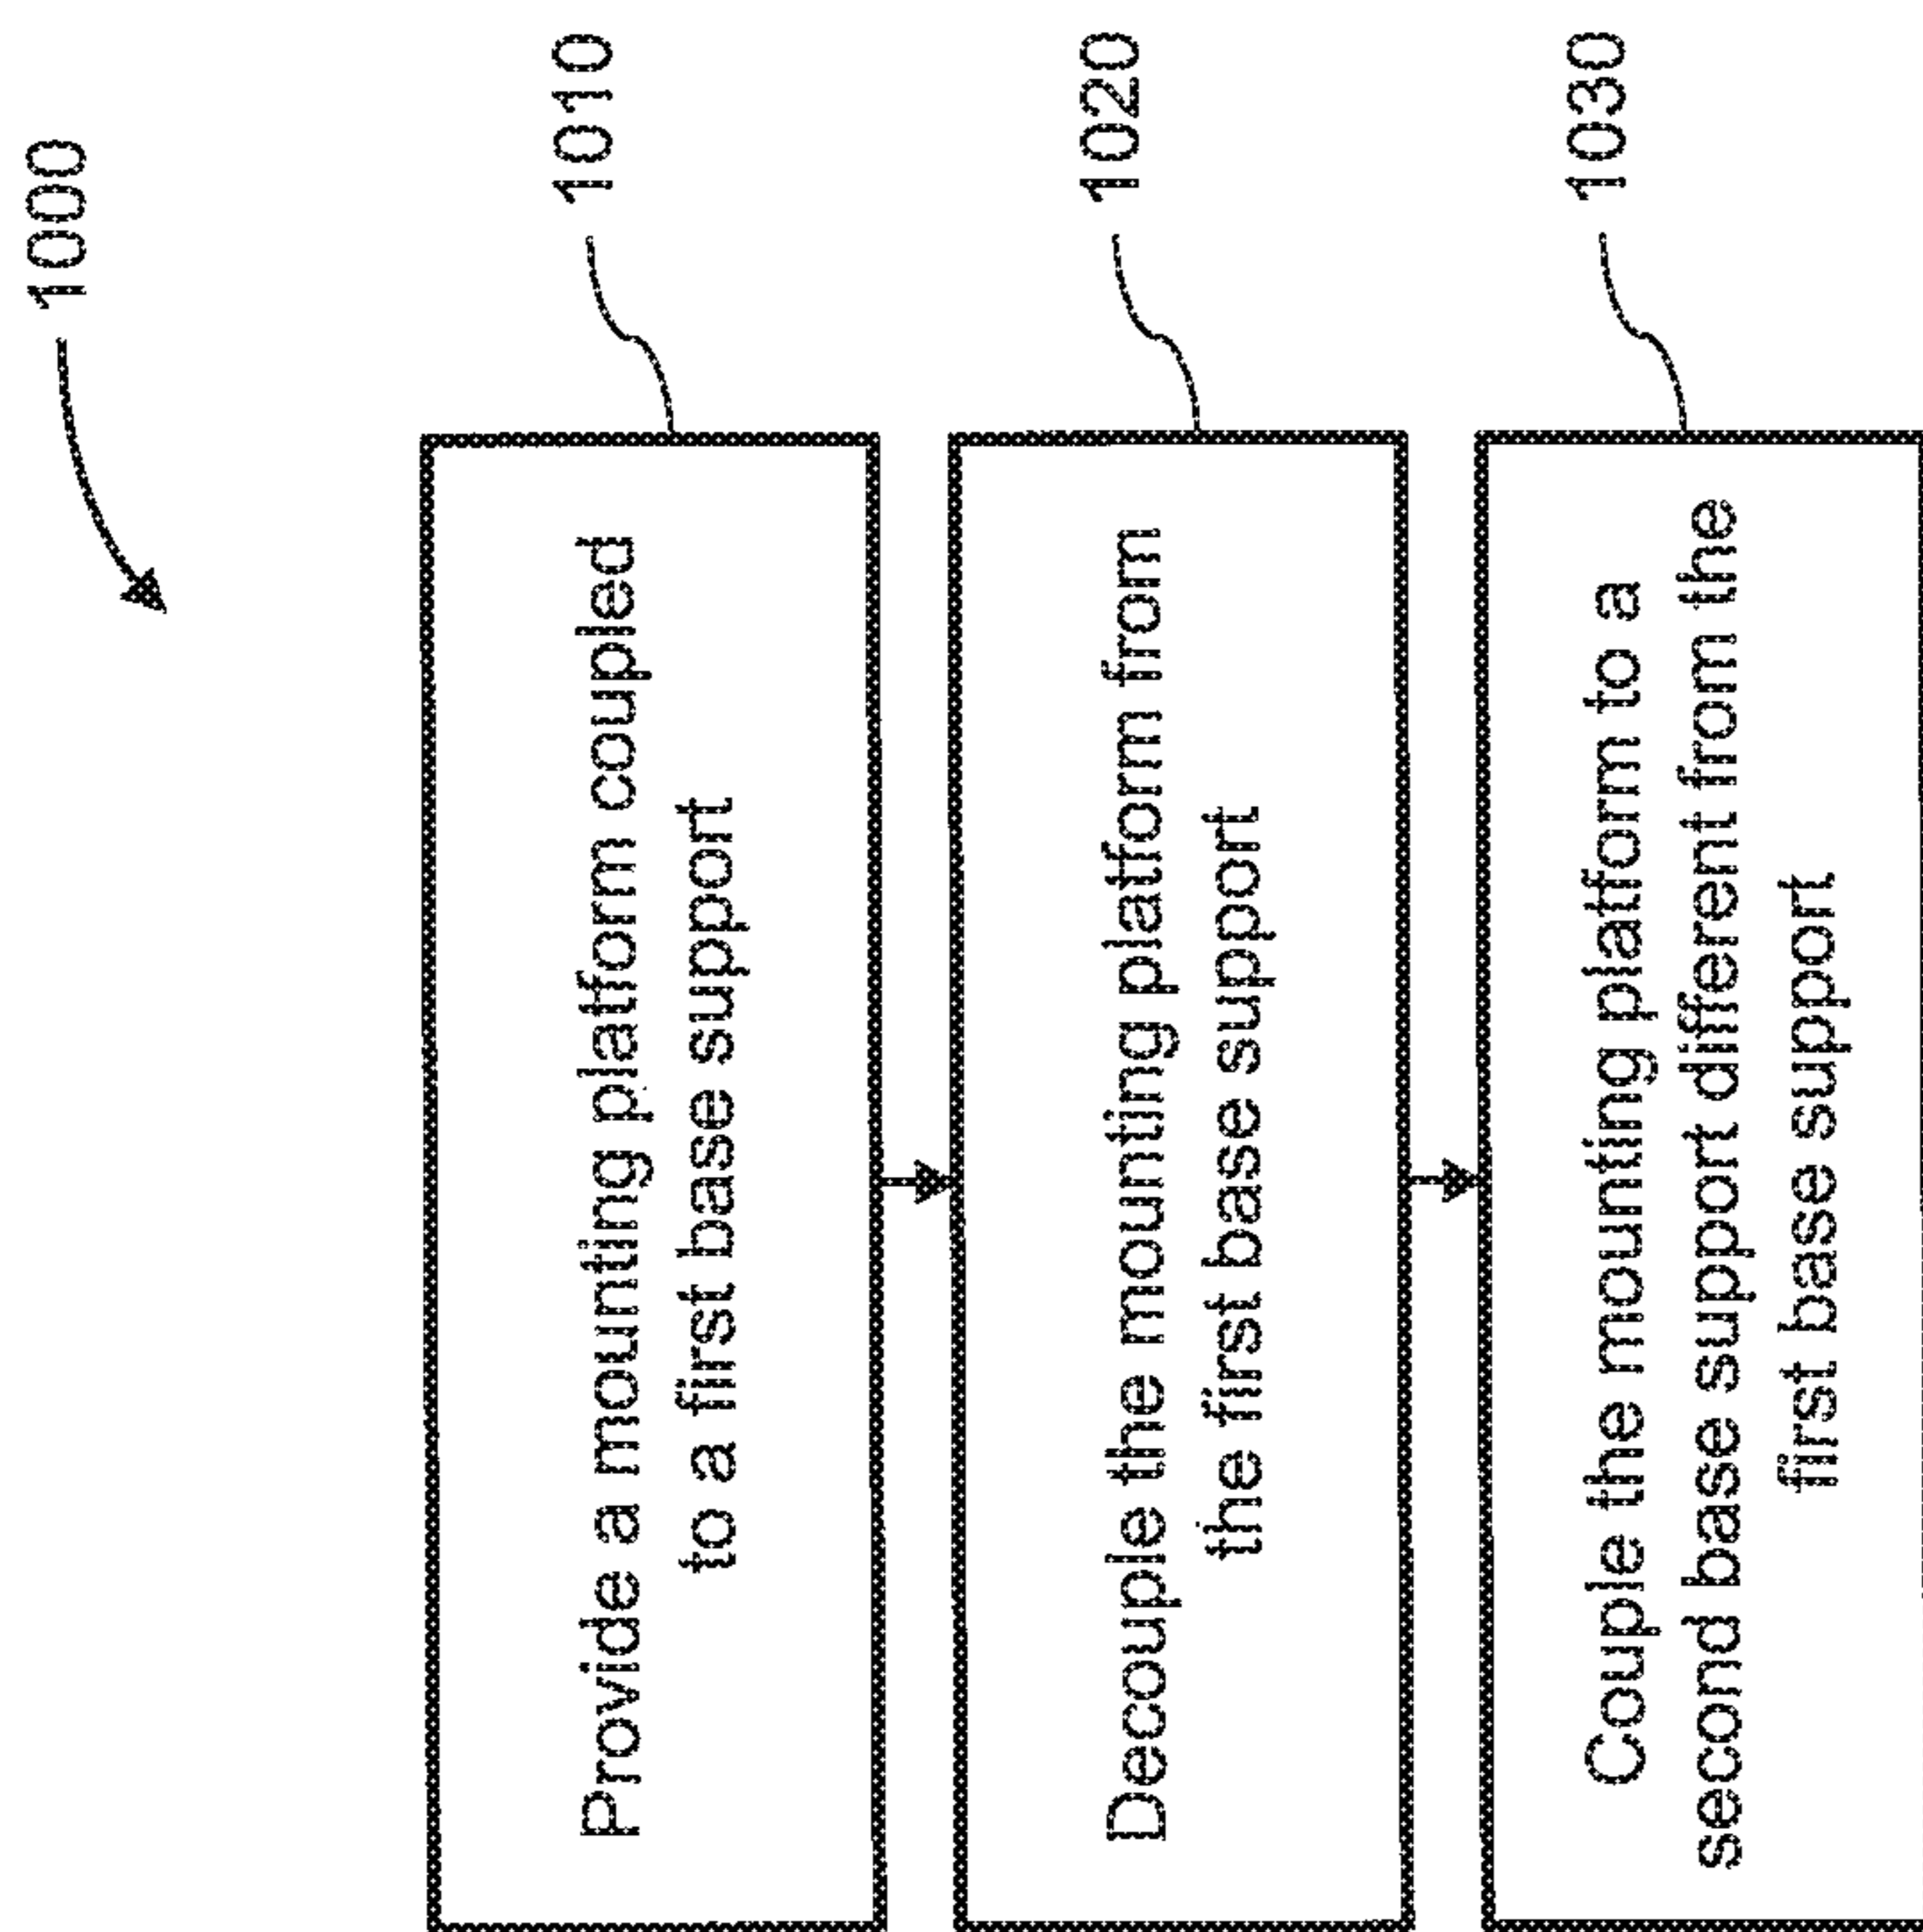 1000
Provide a mounting platform coupled
to a first base support
1010
Decouple the mounting platform from
the first base support
1020
Couple the mounting platform to a
second base support different from the
first base support
1030